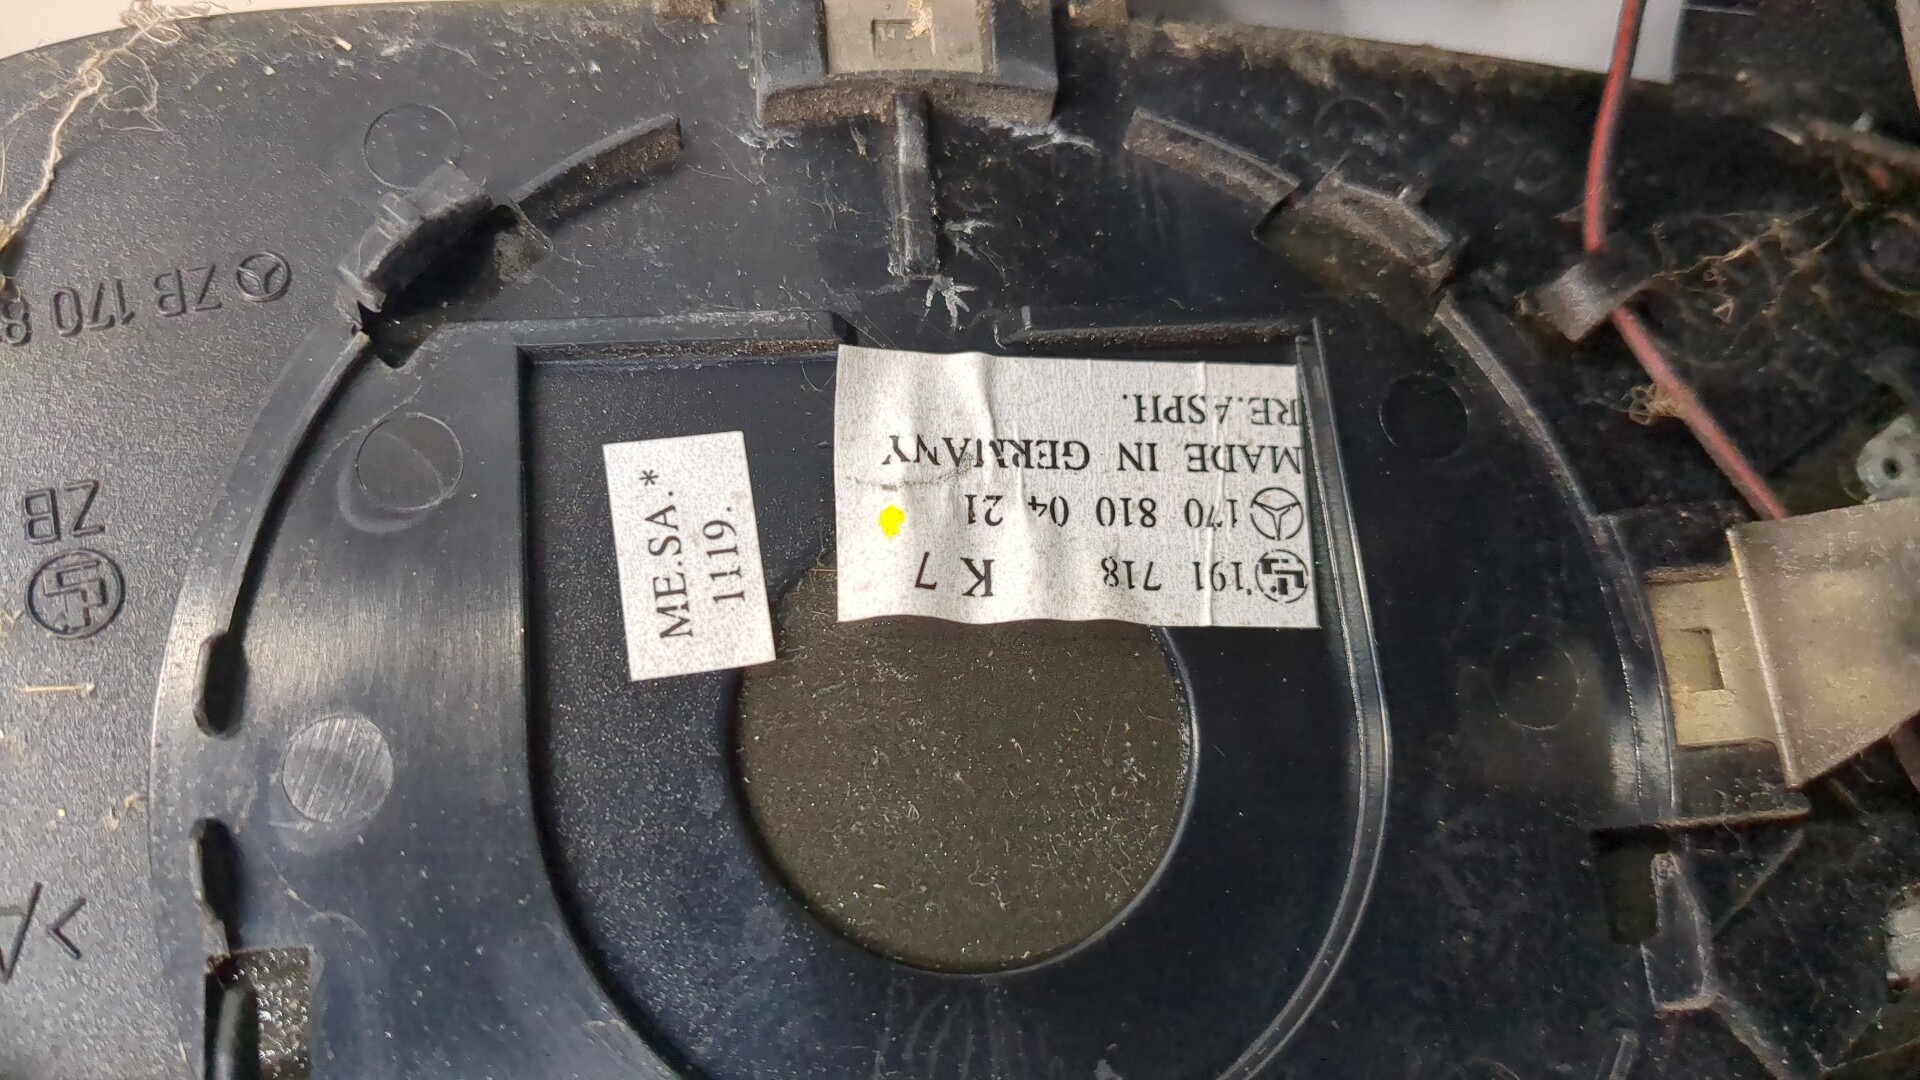 191 718 K 7
170 810 04 21
MADE IN GERMANY
RE.ASPH.
ME.SA.*
1119.
ZB 170 8
ZB